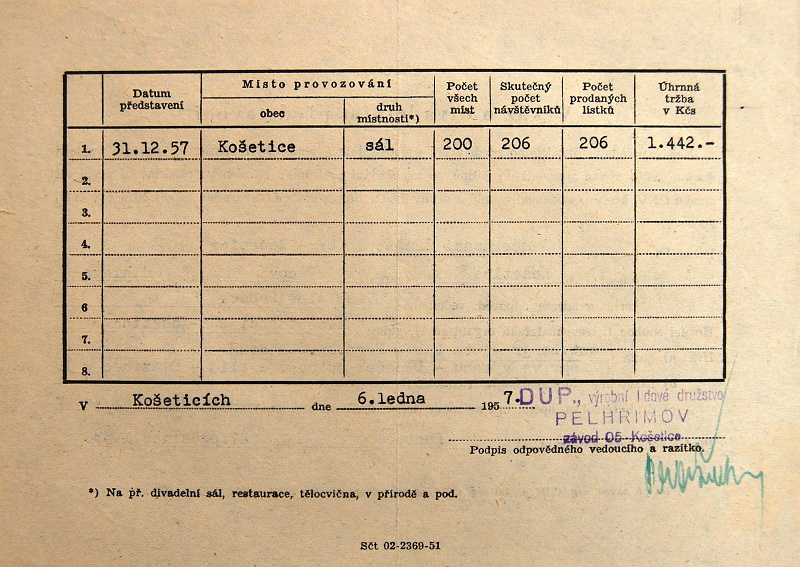 Datum představení
Místo provozování
obec
druh místnosti*)
Počet všech míst
Skutečný počet návštěvníků
Počet prodaných lístků
Úhrnná tržba v Kčs
1. 31.12.57 Košetice sál 200 206 206 1.442.-
2.
3.
4.
5.
6
7.
8.
V Košeticích dne 6.ledna 195 7.
DUP., výrobní lidové družstvo
PELHŘIMOV
závod 05 Košetice
Podpis odpovědného vedoucího a razítko.
*) Na př. divadelní sál, restaurace, tělocvična, v přírodě a pod.
Sčt 02-2369-51